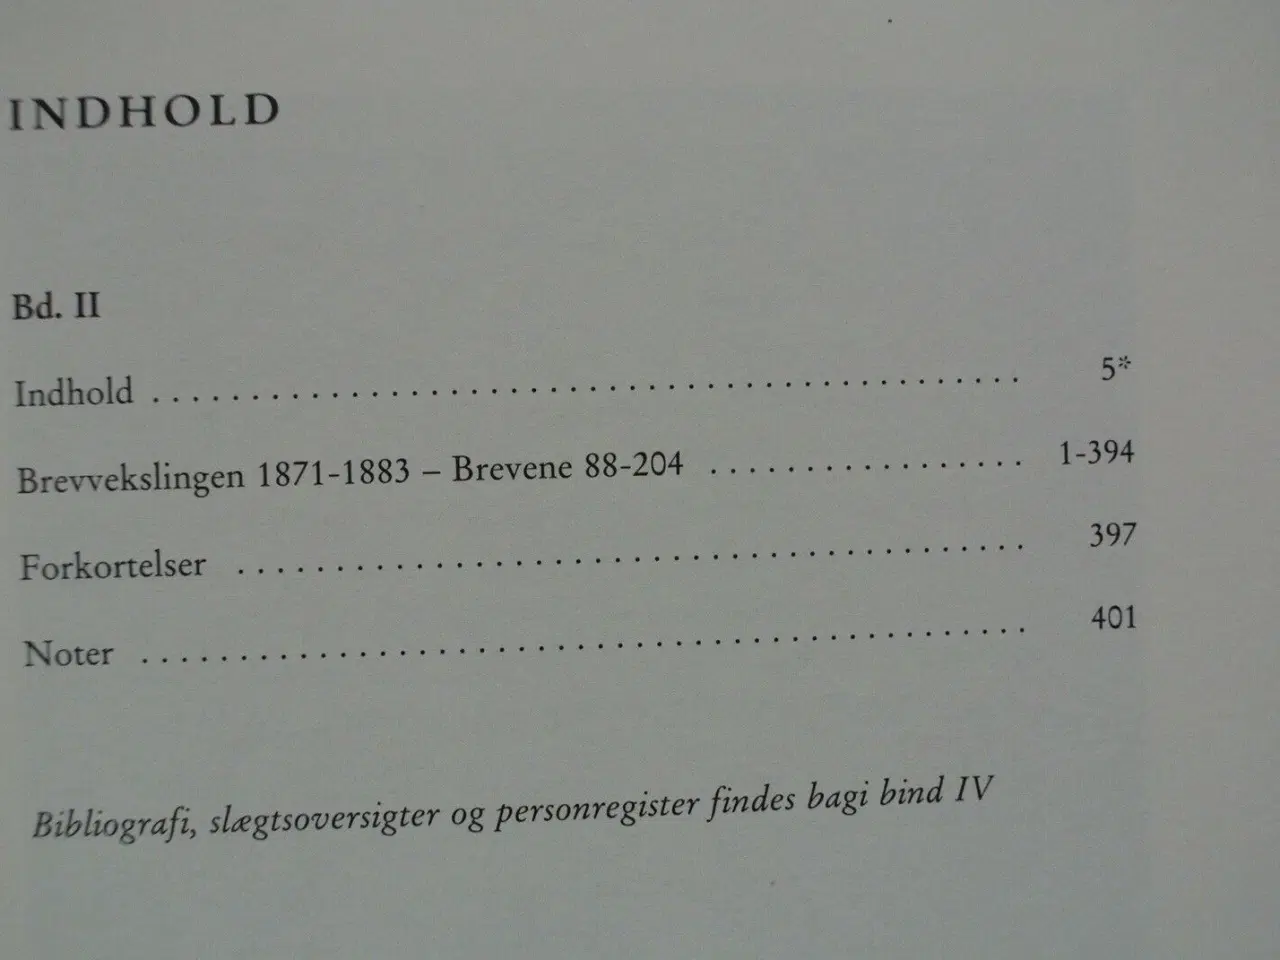 INDHOLD
Bd. II
Indhold . . . . . . . . . . . . . . . . . . . . . . . . . . . . . . . . . . . . . . . . . . . . 5*
Brevvekslingen 1871-1883 – Brevene 88-204 . . . . . . . . . . . . . . . . . 1-394
Forkortelser . . . . . . . . . . . . . . . . . . . . . . . . . . . . . . . . . . . . . . . . 397
Noter . . . . . . . . . . . . . . . . . . . . . . . . . . . . . . . . . . . . . . . . . . . . . 401
Bibliografi, slægtsoversigter og personregister findes bagi bind IV